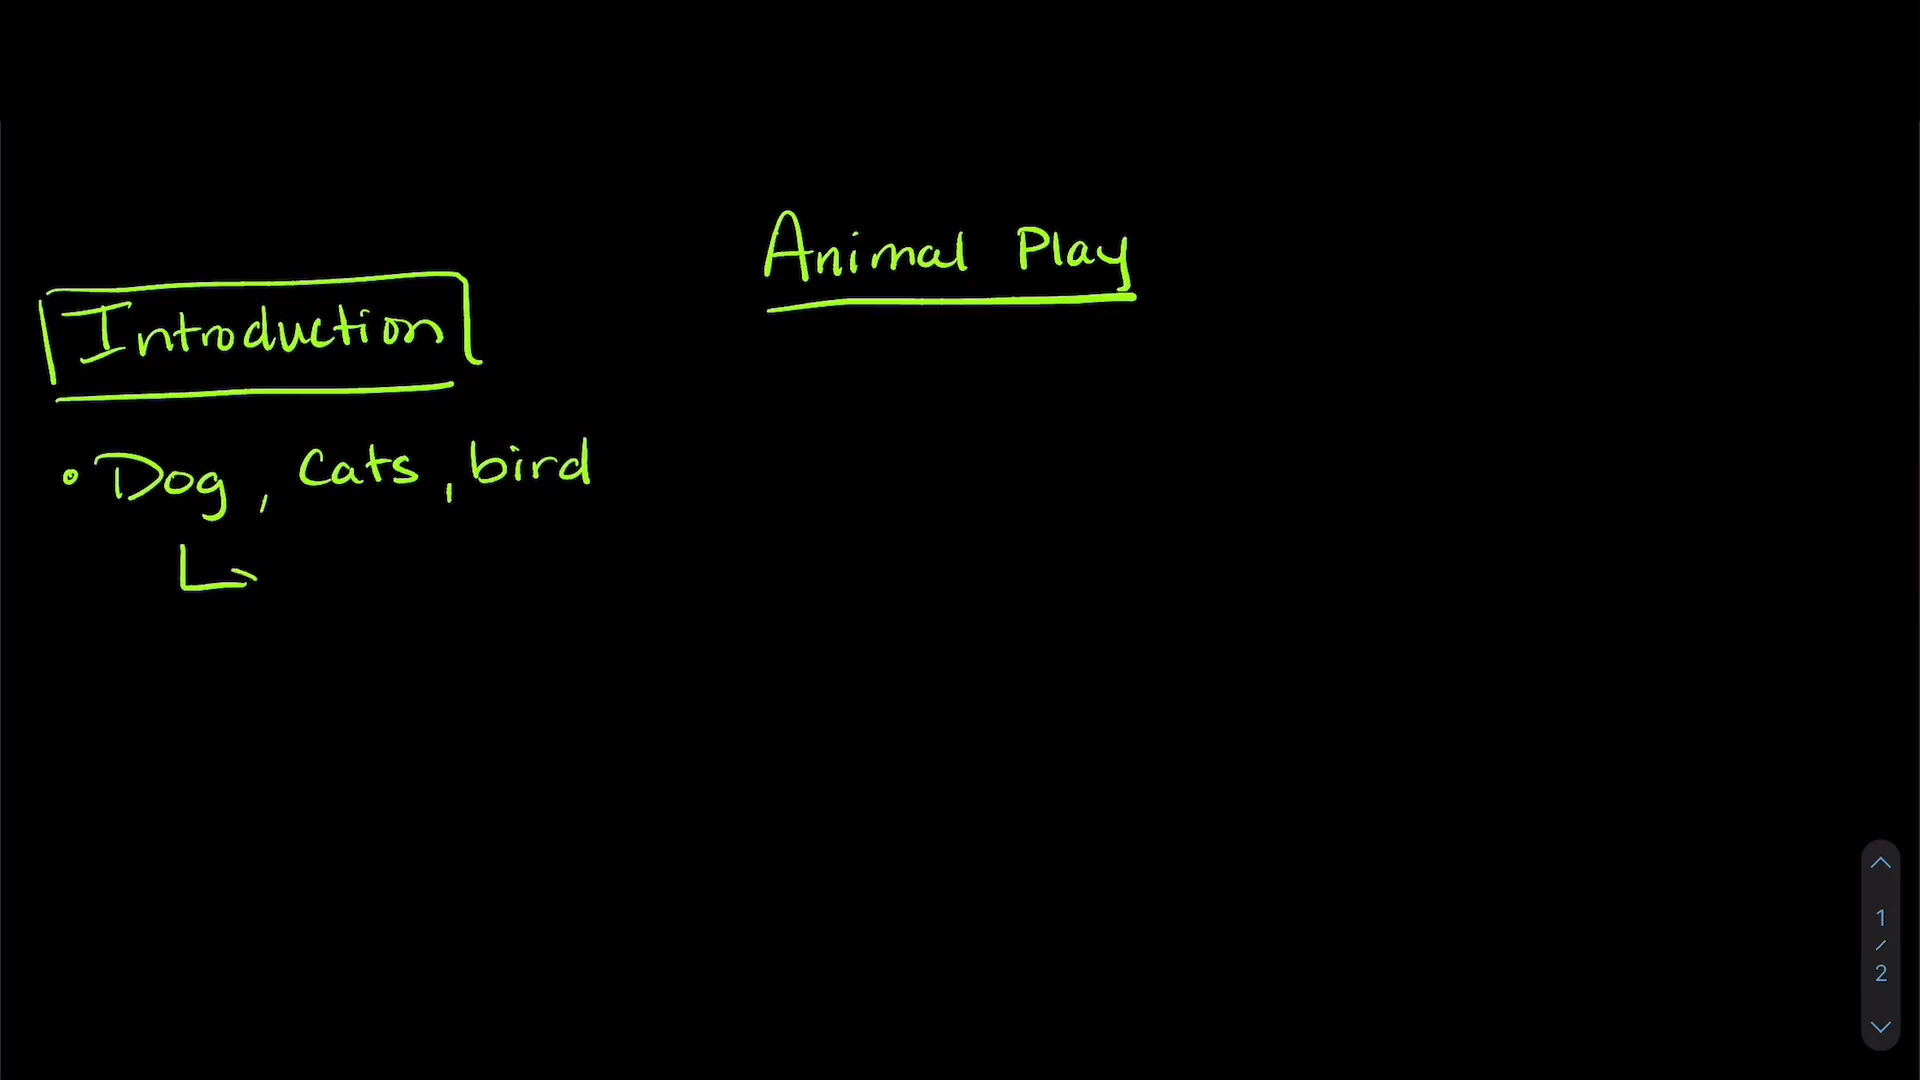 Animal Play
Introduction
• Dog, Cats, bird
1
/
2